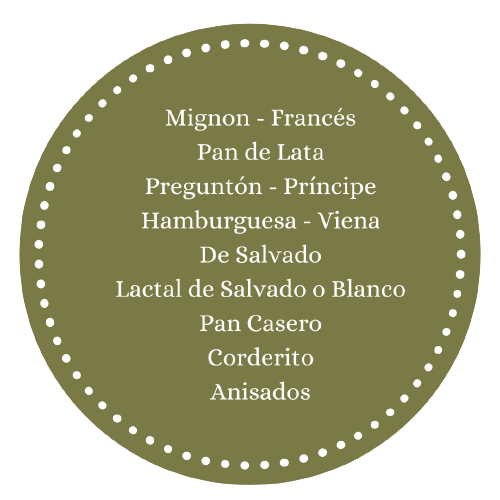 Mignon - Francés
Pan de Lata
Preguntón - Príncipe
Hamburguesa - Viena
De Salvado
Lactal de Salvado o Blanco
Pan Casero
Corderito
Anisados